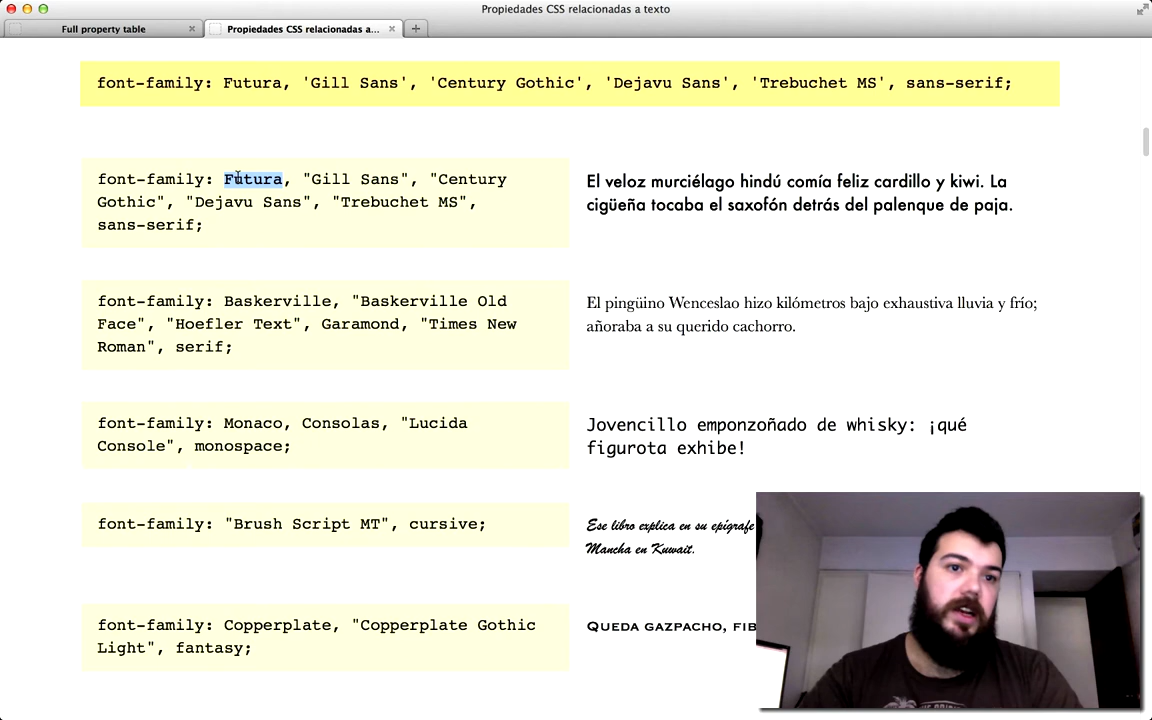 Propiedades CSS relacionadas a texto
Full property table
Propiedades CSS relacionadas a...
font-family: Futura, 'Gill Sans', 'Century Gothic', 'Dejavu Sans', 'Trebuchet MS', sans-serif;
font-family: Futura, "Gill Sans", "Century
Gothic", "Dejavu Sans", "Trebuchet MS",
sans-serif;
El veloz murciélago hindú comía feliz cardillo y kiwi. La
cigüeña tocaba el saxofón detrás del palenque de paja.
font-family: Baskerville, "Baskerville Old
Face", "Hoefler Text", Garamond, "Times New
Roman", serif;
El pingüino Wenceslao hizo kilómetros bajo exhaustiva lluvia y frío;
añoraba a su querido cachorro.
font-family: Monaco, Consolas, "Lucida
Console", monospace;
Jovencillo emponzoñado de whisky: ¡qué
figurota exhibe!
font-family: "Brush Script MT", cursive;
Ese libro explica en su epígrafe
Mancha en Kuwait.
font-family: Copperplate, "Copperplate Gothic
Light", fantasy;
Queda gazpacho, fib